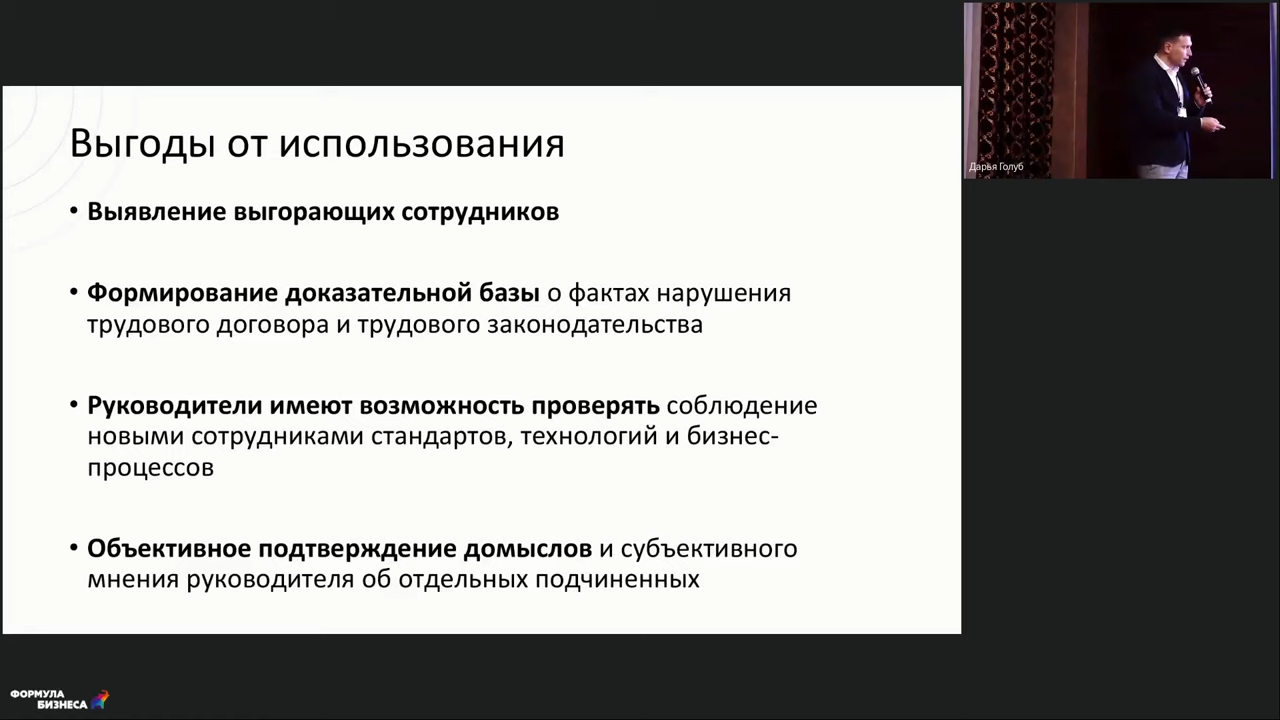 Выгоды от использования
• Выявление выгорающих сотрудников
• Формирование доказательной базы о фактах нарушения
трудового договора и трудового законодательства
• Руководители имеют возможность проверять соблюдение
новыми сотрудниками стандартов, технологий и бизнес-
процессов
• Объективное подтверждение домыслов и субъективного
мнения руководителя об отдельных подчиненных
Дарья Голуб
ФОРМУЛА
БИЗНЕСА